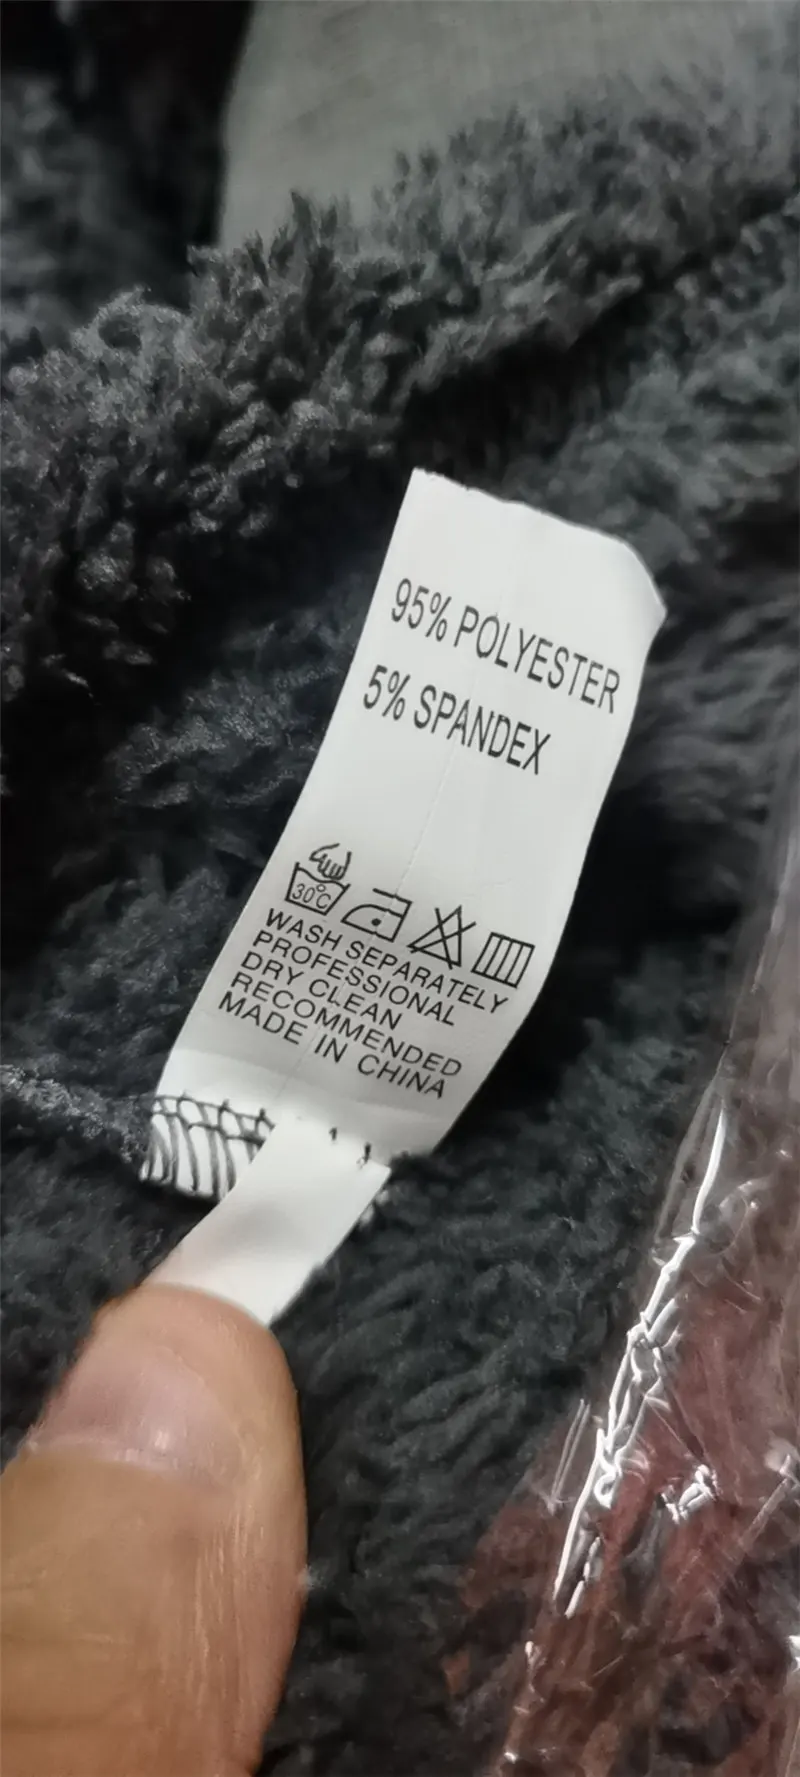 95% POLYESTER
5% SPANDEX
30°C
WASH SEPARATELY
PROFESSIONAL
DRY CLEAN
RECOMMENDED
MADE IN CHINA